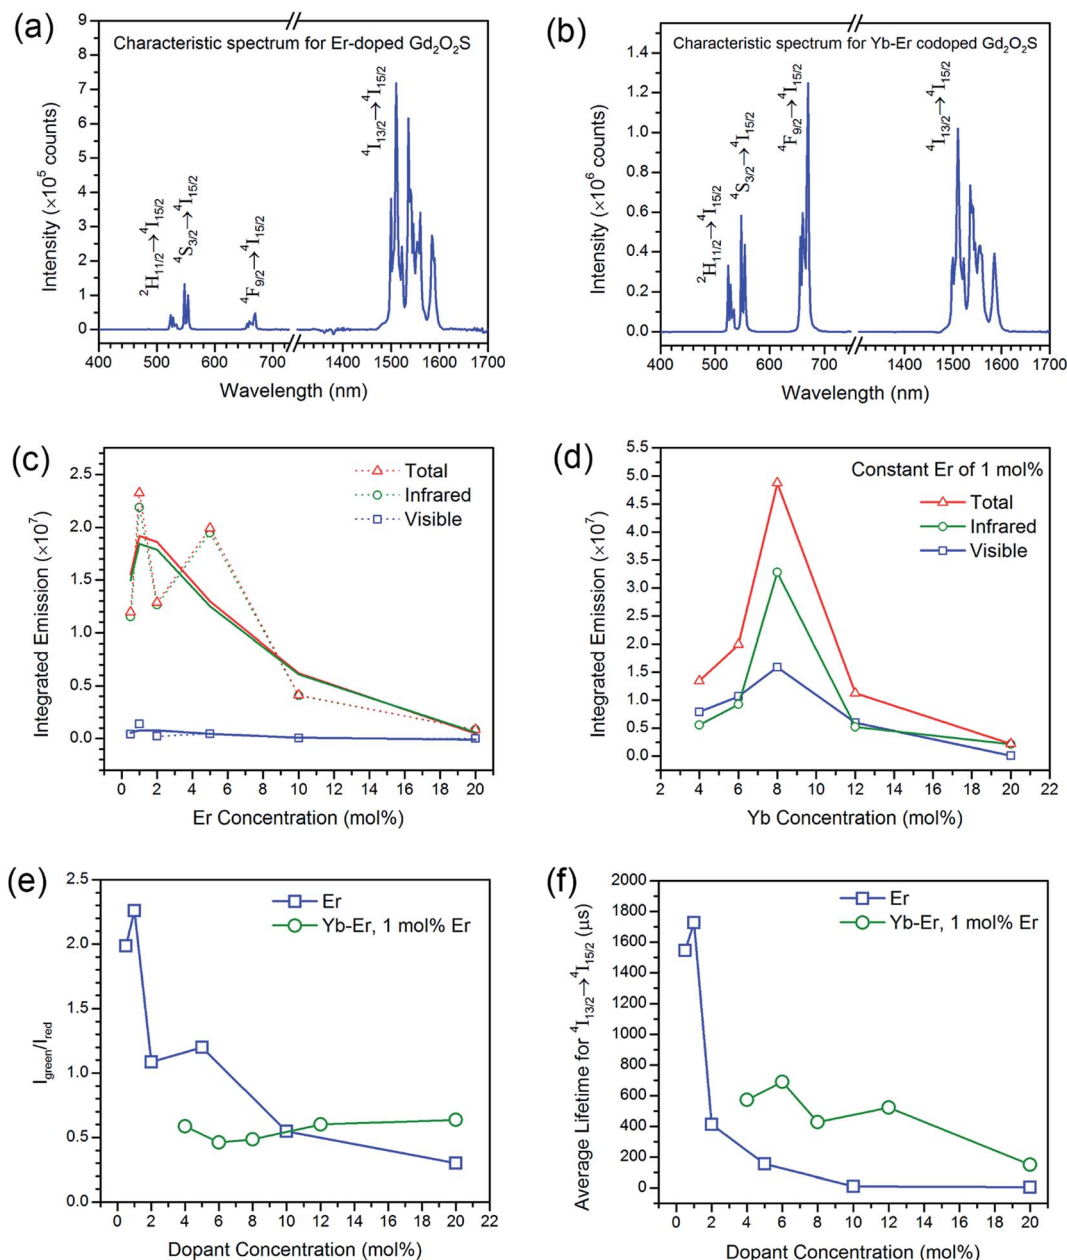 (a)
Characteristic spectrum for Er-doped Gd₂O₂S
Intensity (×10⁵ counts)
9
8
7
6
5
4
3
2
1
0
²H₁₁/₂→⁴I₁₅/₂
⁴S₃/₂→⁴I₁₅/₂
⁴F₉/₂→⁴I₁₅/₂
⁴I₁₃/₂→⁴I₁₅/₂
400 500 600 700 1400 1500 1600 1700
Wavelength (nm)
(b)
Characteristic spectrum for Yb-Er codoped Gd₂O₂S
Intensity (×10⁶ counts)
1.4
1.2
1.0
0.8
0.6
0.4
0.2
0.0
²H₁₁/₂→⁴I₁₅/₂
⁴S₃/₂→⁴I₁₅/₂
⁴F₉/₂→⁴I₁₅/₂
⁴I₁₃/₂→⁴I₁₅/₂
400 500 600 700 1400 1500 1600 1700
Wavelength (nm)
(c)
Total
Infrared
Visible
Integrated Emission (×10⁷)
2.5
2.0
1.5
1.0
0.5
0.0
0 2 4 6 8 10 12 14 16 18 20
Er Concentration (mol%)
(d)
Constant Er of 1 mol%
Total
Infrared
Visible
Integrated Emission (×10⁷)
5.5
5.0
4.5
4.0
3.5
3.0
2.5
2.0
1.5
1.0
0.5
0.0
2 4 6 8 10 12 14 16 18 20 22
Yb Concentration (mol%)
(e)
Er
Yb-Er, 1 mol% Er
I_green/I_red
2.5
2.0
1.5
1.0
0.5
0.0
0 2 4 6 8 10 12 14 16 18 20 22
Dopant Concentration (mol%)
(f)
Er
Yb-Er, 1 mol% Er
Average Lifetime for ⁴I₁₃/₂→⁴I₁₅/₂ (µs)
2000
1800
1600
1400
1200
1000
800
600
400
200
0
0 2 4 6 8 10 12 14 16 18 20
Dopant Concentration (mol%)